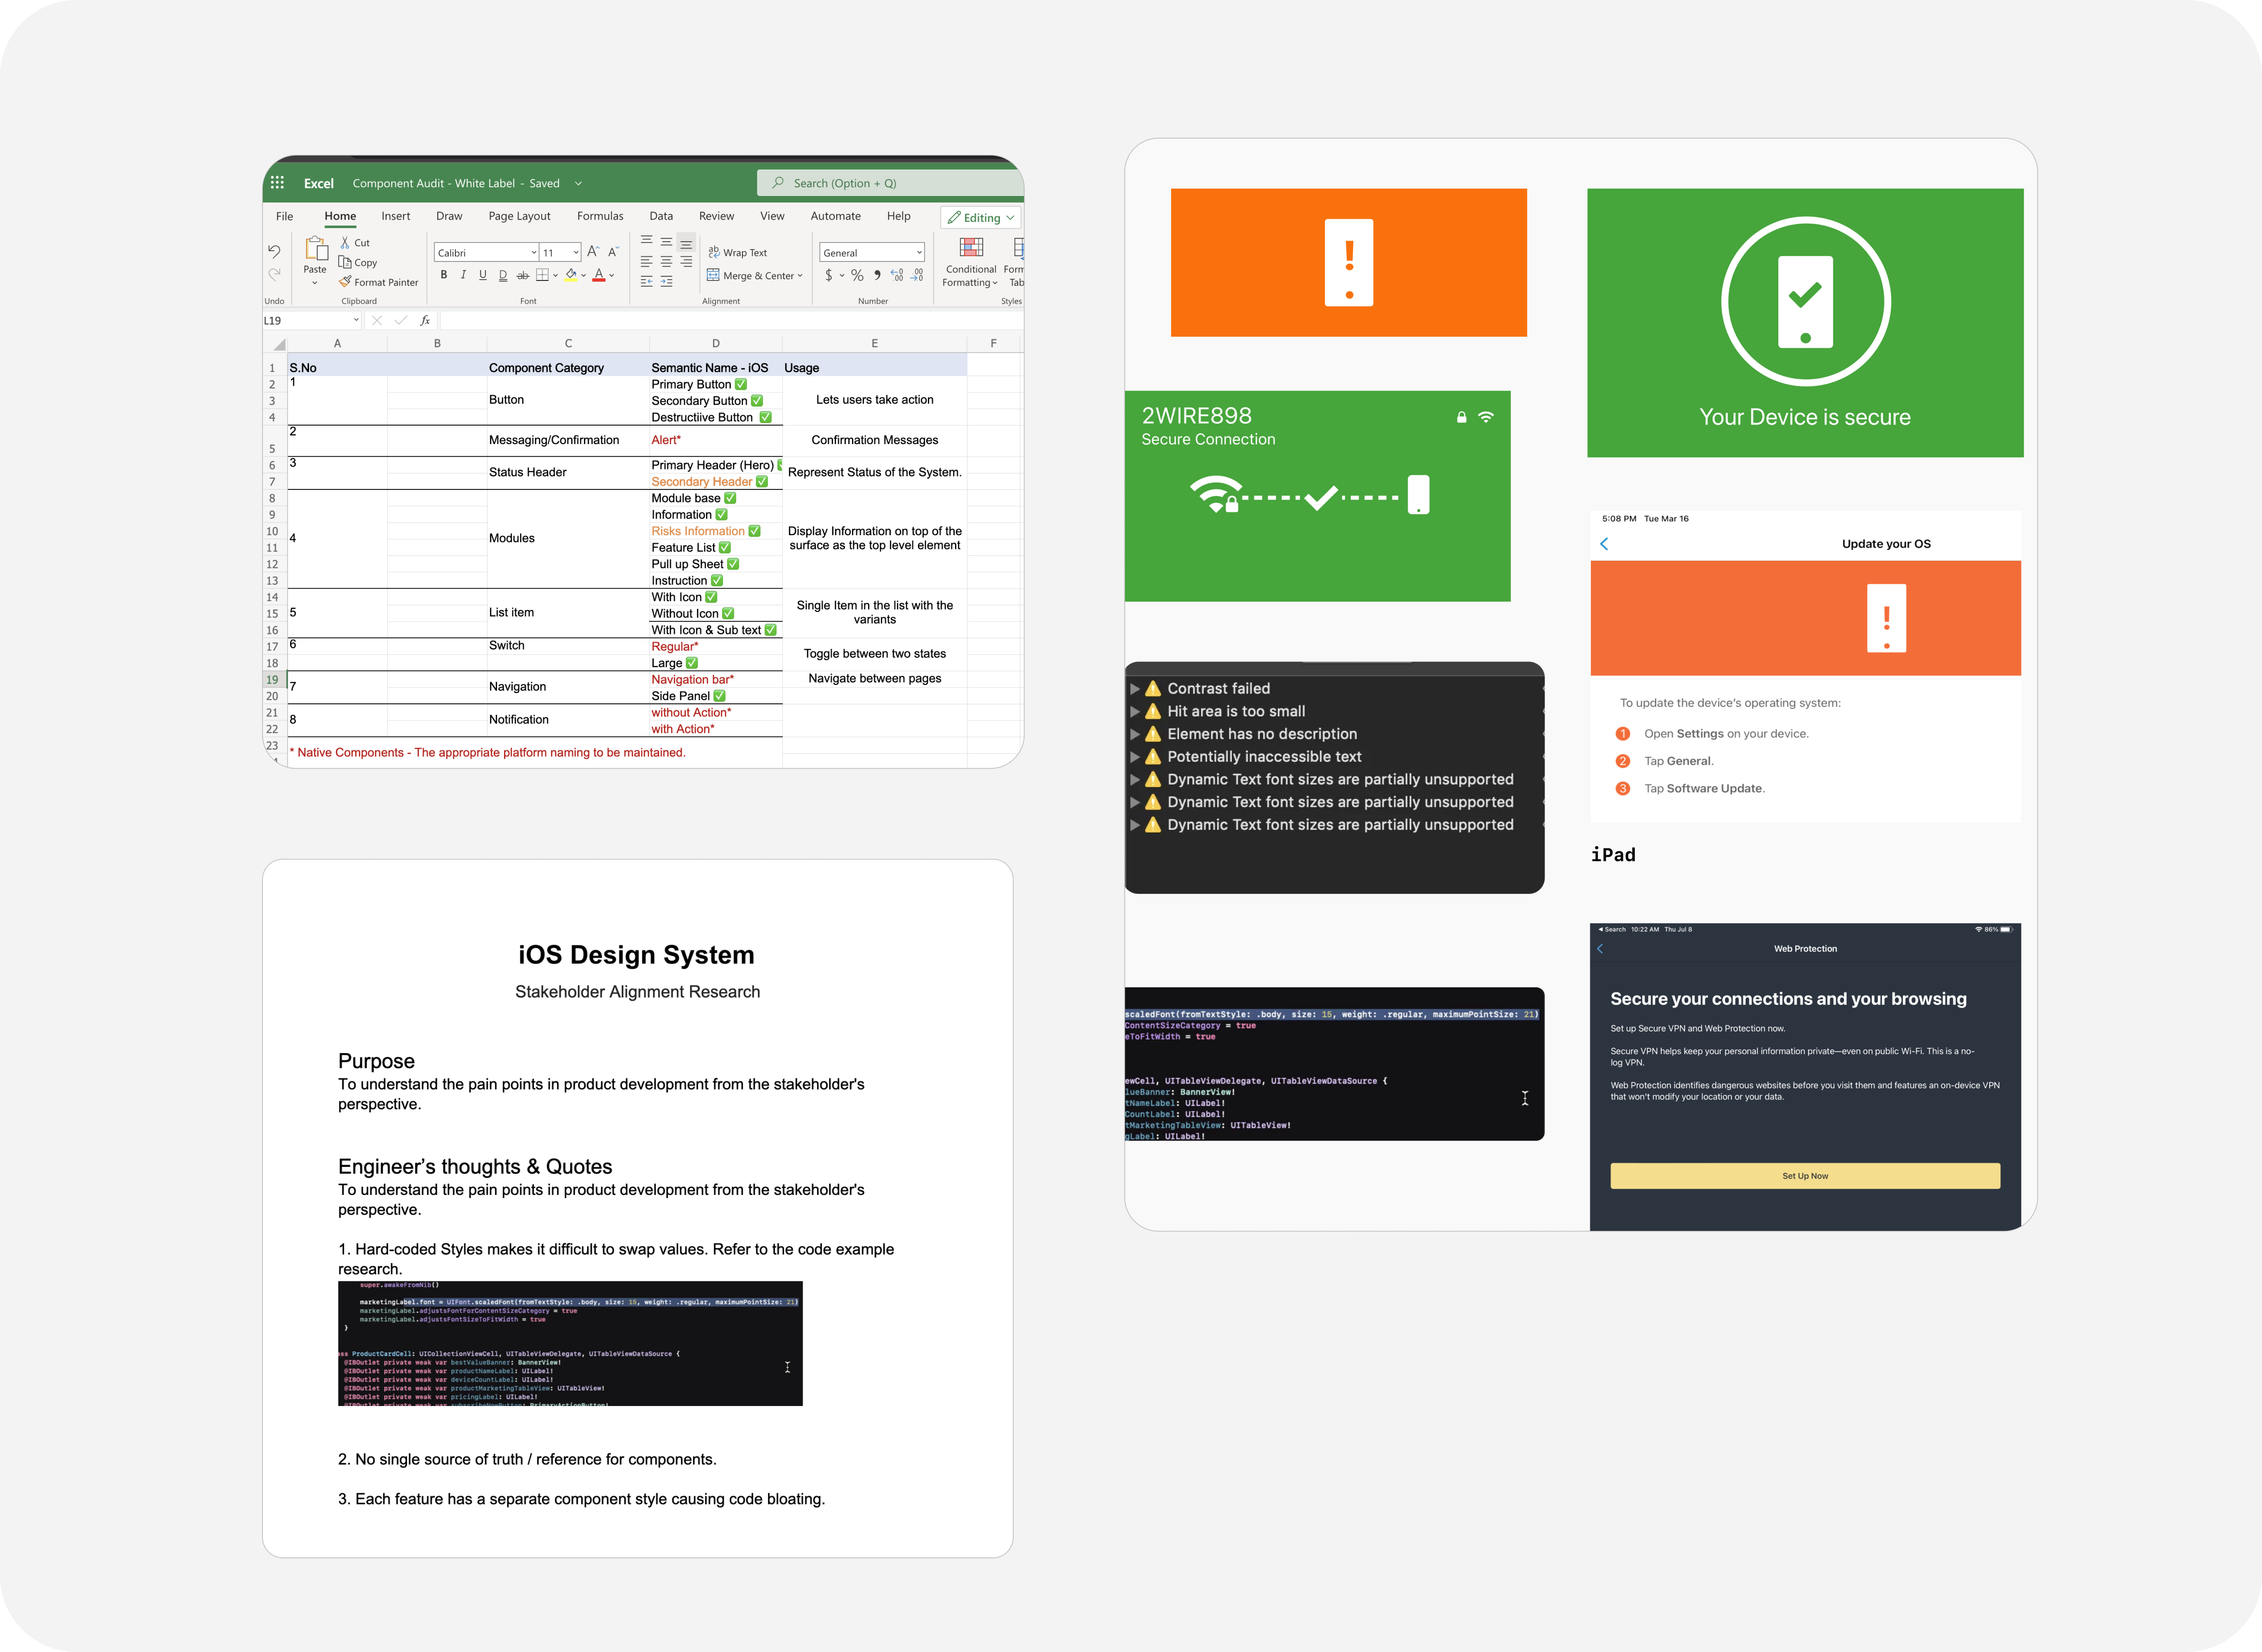 Excel Component Audit - White Label - Saved Search (Option + Q)
File Home Insert Draw Page Layout Formulas Data Review View Automate Help Editing
Paste Cut Calibri 11 Wrap Text General Conditional
Copy Merge & Center Formatting
Format Painter
Undo Clipboard Font Alignment Number Styles
L19 fx
A B C D E F
1 S.No Component Category Semantic Name - iOS Usage
2 1 Primary Button
3 Button Secondary Button Lets users take action
4 Destructiive Button
5 2 Messaging/Confirmation Alert* Confirmation Messages
6 3 Status Header Primary Header (Hero) Represent Status of the System.
7 Secondary Header
8 Module base
9 Information
10 Risks Information Display Information on top of the
11 4 Modules Feature List surface as the top level element
12 Pull up Sheet
13 Instruction
14 With Icon Single Item in the list with the
15 5 List item Without Icon variants
16 With Icon & Sub text
17 6 Switch Regular* Toggle between two states
18 Large
19 7 Navigation Navigation bar* Navigate between pages
20 Side Panel
21 8 Notification without Action*
22 with Action*
23 * Native Components - The appropriate platform naming to be maintained.
iOS Design System
Stakeholder Alignment Research
Purpose
To understand the pain points in product development from the stakeholder's
perspective.
Engineer's thoughts & Quotes
To understand the pain points in product development from the stakeholder's
perspective.
1. Hard-coded Styles makes it difficult to swap values. Refer to the code example
research.
super.awakeFromNib()
marketingLabel.font = UIFont.scaledFont(fromTextStyle: .body, size: 15, weight: .regular, maximumPointSize: 21)
marketingLabel.adjustsFontForContentSizeCategory = true
marketingLabel.adjustsFontSizeToFitWidth = true
}
ss ProductCardCell: UICollectionViewCell, UITableViewDelegate, UITableViewDataSource {
@IBOutlet private weak var bestValueBanner: BannerView!
@IBOutlet private weak var productNameLabel: UILabel!
@IBOutlet private weak var deviceCountLabel: UILabel!
@IBOutlet private weak var productMarketingTableView: UITableView!
@IBOutlet private weak var pricingLabel: UILabel!
@IBOutlet private weak var subscribeNowButton: PrimaryActionButton!
2. No single source of truth / reference for components.
3. Each feature has a separate component style causing code bloating.
2WIRE898
Secure Connection
Contrast failed
Hit area is too small
Element has no description
Potentially inaccessible text
Dynamic Text font sizes are partially unsupported
Dynamic Text font sizes are partially unsupported
Dynamic Text font sizes are partially unsupported
scaledFont(fromTextStyle: .body, size: 15, weight: .regular, maximumPointSize: 21)
ContentSizeCategory = true
eToFitWidth = true
ewCell, UITableViewDelegate, UITableViewDataSource {
lueBanner: BannerView!
tNameLabel: UILabel!
CountLabel: UILabel!
tMarketingTableView: UITableView!
gLabel: UILabel!
Your Device is secure
5:08 PM Tue Mar 16
Update your OS
To update the device's operating system:
1 Open Settings on your device.
2 Tap General.
3 Tap Software Update.
iPad
Search 10:22 AM Thu Jul 8 86%
Web Protection
Secure your connections and your browsing
Set up Secure VPN and Web Protection now.
Secure VPN helps keep your personal information private—even on public Wi-Fi. This is a no-
log VPN.
Web Protection identifies dangerous websites before you visit them and features an on-device VPN
that won't modify your location or your data.
Set Up Now